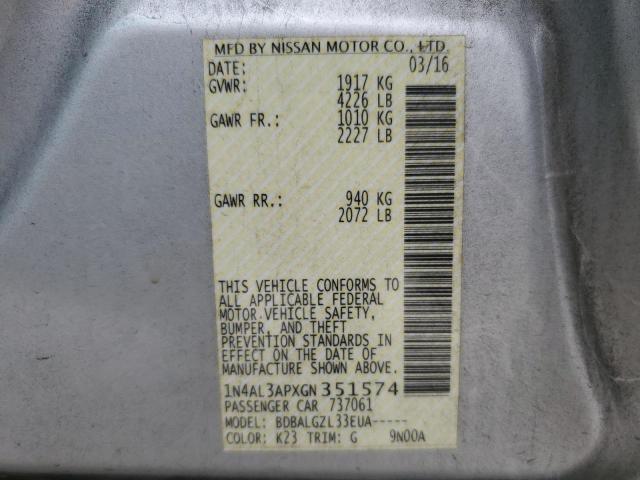 MFD BY NISSAN MOTOR CO., LTD.
DATE: 03/16
GVWR: 1917 KG
4226 LB
GAWR FR.: 1010 KG
2227 LB
GAWR RR.: 940 KG
2072 LB
THIS VEHICLE CONFORMS TO
ALL APPLICABLE FEDERAL
MOTOR VEHICLE SAFETY,
BUMPER, AND THEFT
PREVENTION STANDARDS IN
EFFECT ON THE DATE OF
MANUFACTURE SHOWN ABOVE.
1N4AL3APXGN351574
PASSENGER CAR 737061
MODEL: BDBALGZL33EUA-----
COLOR: K23 TRIM: G 9N00A